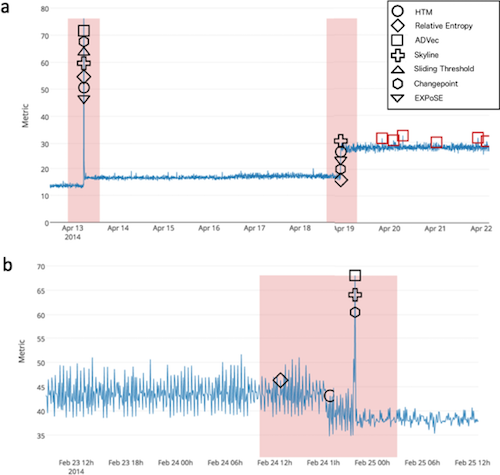 a
80
70
60
50
40
30
20
10
Metric
HTM
Relative Entropy
ADVec
Skyline
Sliding Threshold
Changepoint
EXPoSE
Apr 13 Apr 14 Apr 15 Apr 16 Apr 17 Apr 18 Apr 19 Apr 20 Apr 21 Apr 22
2014
b
70
65
60
55
50
45
40
35
Metric
Feb 23 12h Feb 23 18h Feb 24 00h Feb 24 06h Feb 24 12h Feb 24 1h Feb 25 00h Feb 25 06h Feb 25 12h
2014